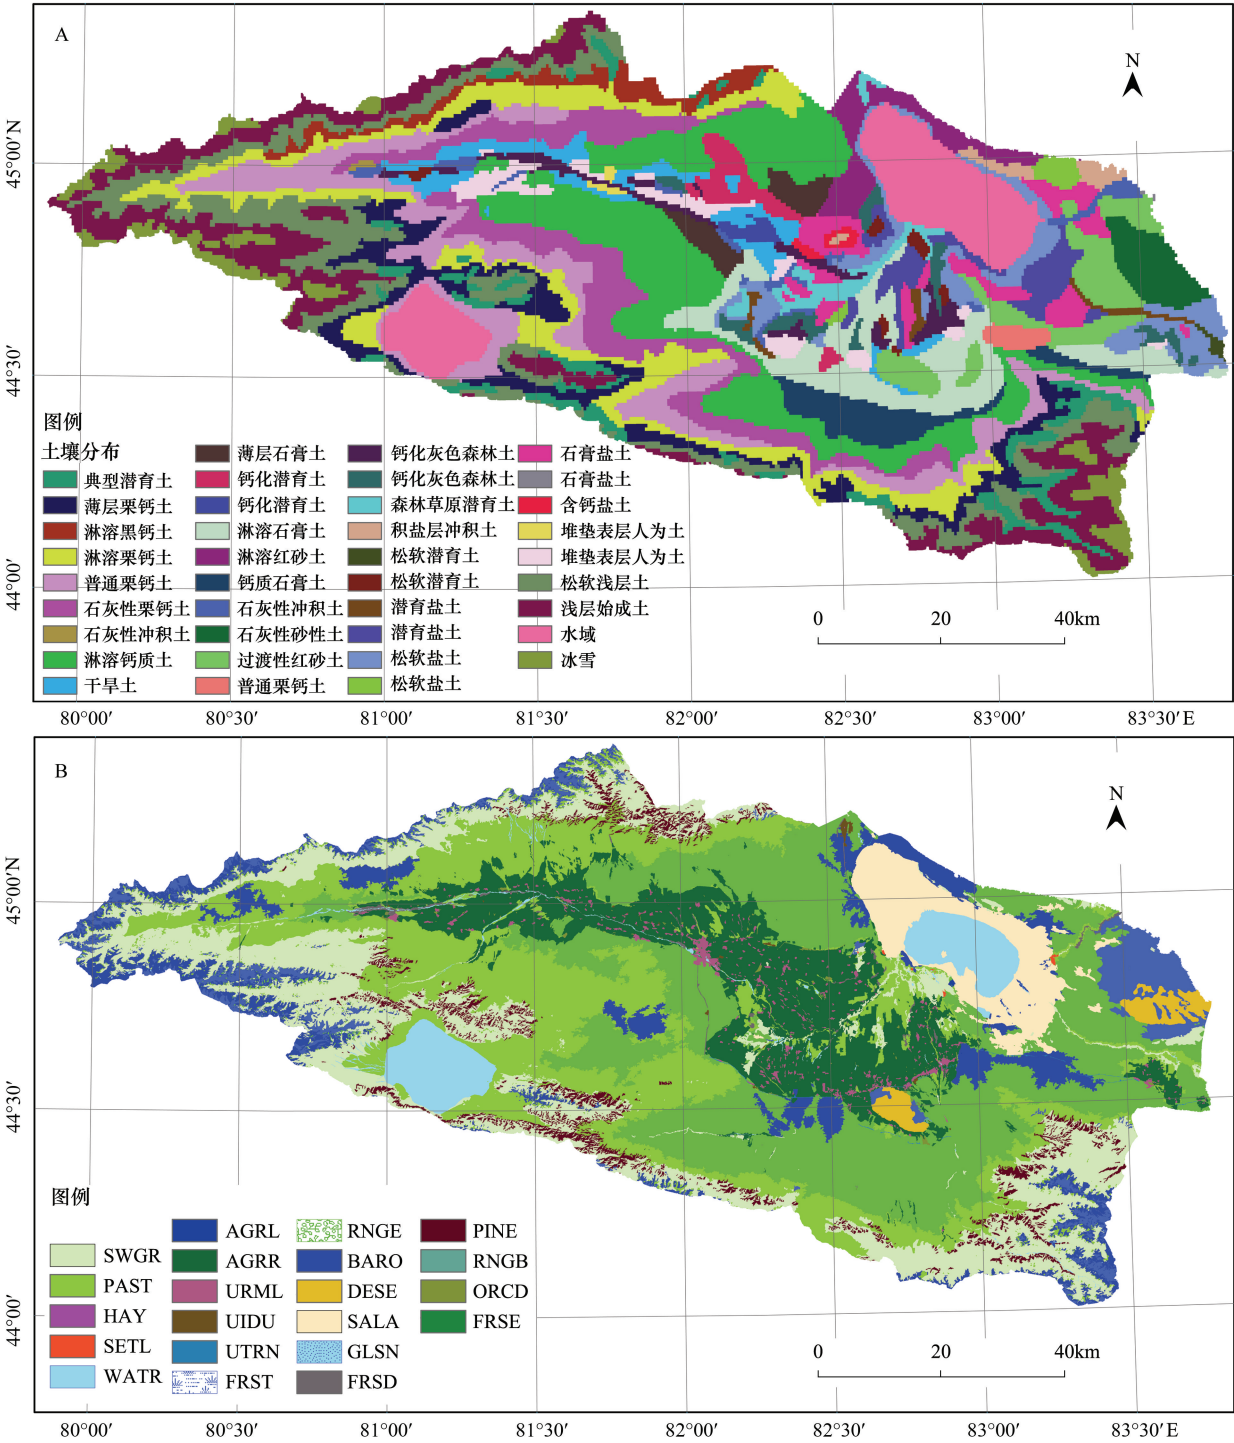 A
N
45°00′N
44°30′
44°00′
图例
土壤分布
典型潜育土
薄层栗钙土
淋溶黑钙土
淋溶栗钙土
普通栗钙土
石灰性栗钙土
石灰性冲积土
淋溶钙质土
干旱土
薄层石膏土
钙化潜育土
钙化潜育土
淋溶石膏土
淋溶红砂土
钙质石膏土
石灰性冲积土
石灰性砂性土
过渡性红砂土
普通栗钙土
钙化灰色森林土
钙化灰色森林土
森林草原潜育土
积盐层冲积土
松软潜育土
松软潜育土
潜育盐土
潜育盐土
松软盐土
松软盐土
石膏盐土
石膏盐土
含钙盐土
堆垫表层人为土
堆垫表层人为土
松软浅层土
浅层始成土
水域
冰雪
0 20 40km
80°00′ 80°30′ 81°00′ 81°30′ 82°00′ 82°30′ 83°00′ 83°30′E
B
N
45°00′N
44°30′
44°00′
图例
SWGR
PAST
HAY
SETL
WATR
AGRL
AGRR
URML
UIDU
UTRN
FRST
RNGE
BARO
DESE
SALA
GLSN
FRSD
PINE
RNGB
ORCD
FRSE
0 20 40km
80°00′ 80°30′ 81°00′ 81°30′ 82°00′ 82°30′ 83°00′ 83°30′E